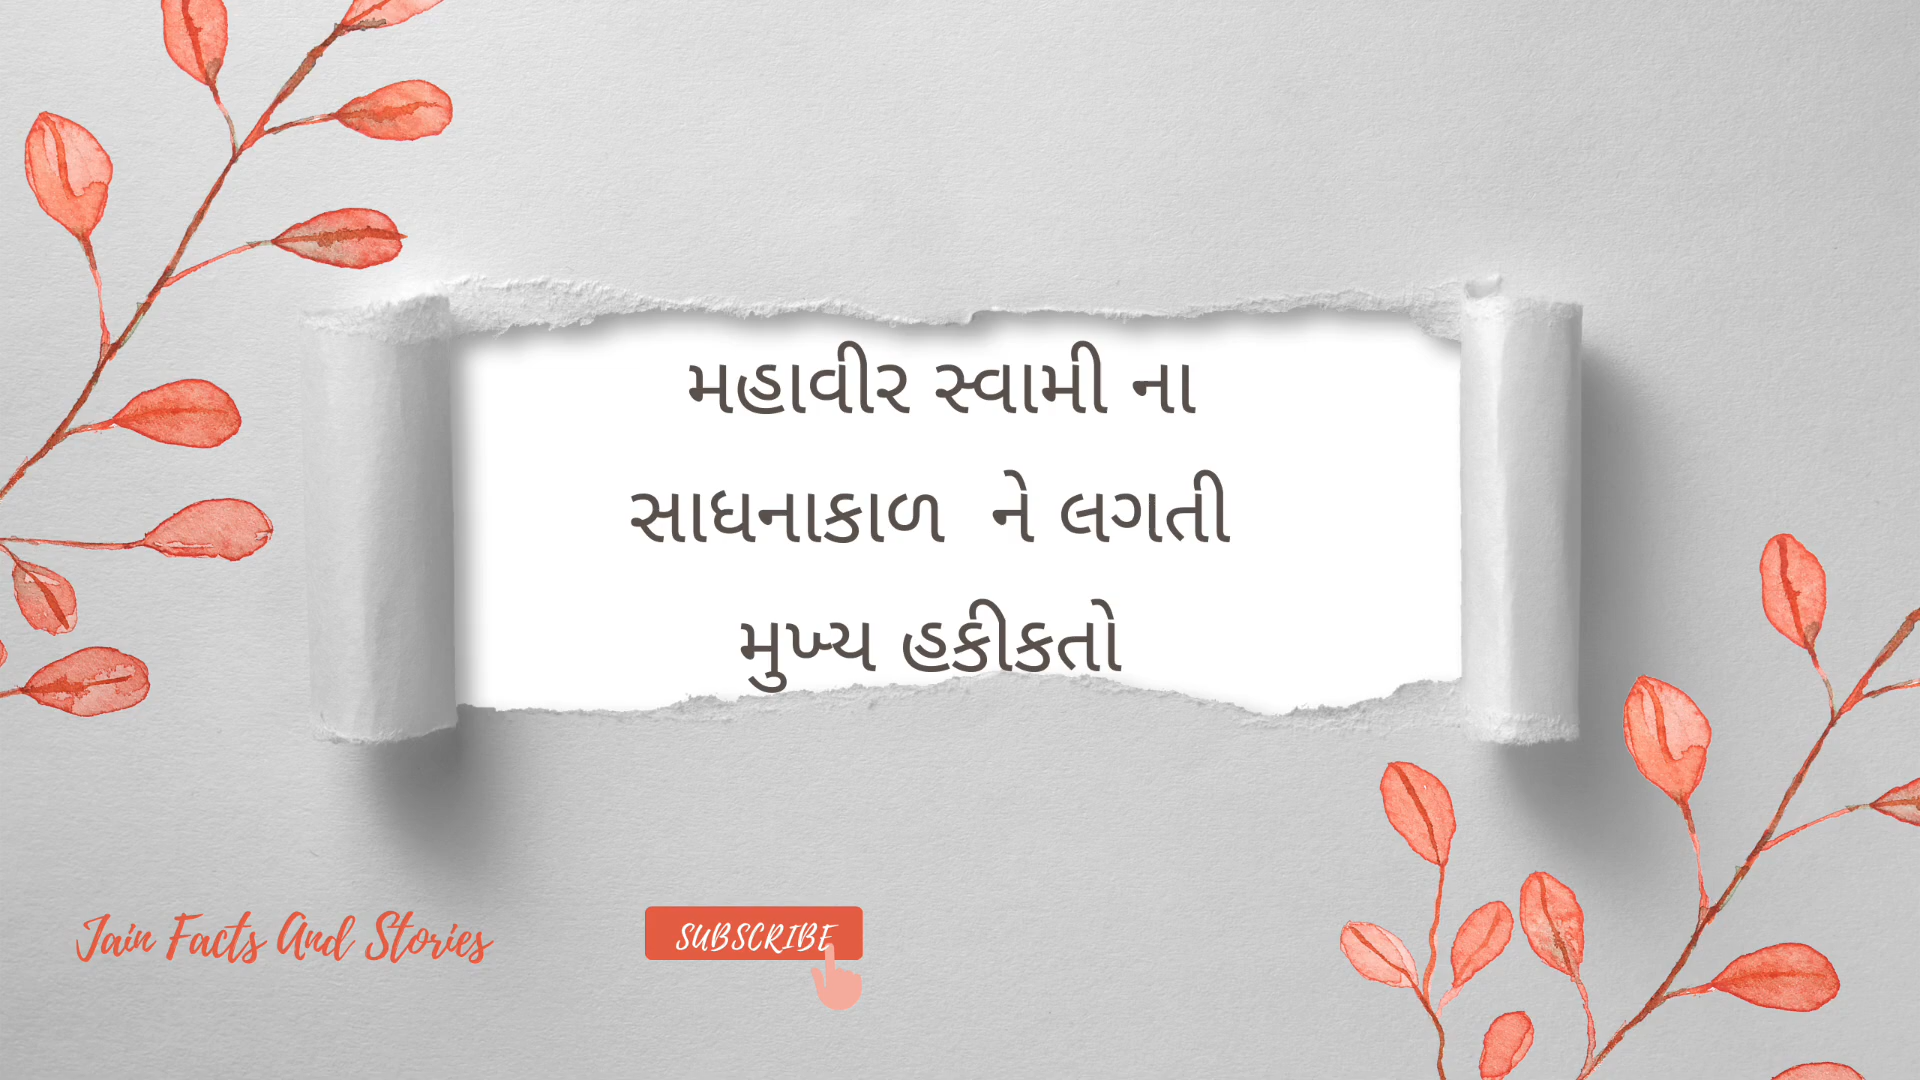 મહાવીર સ્વામી ના
સાધનાકાળ ને લગતી
મુખ્ય હકીકતો
Jain Facts And Stories
SUBSCRIBE